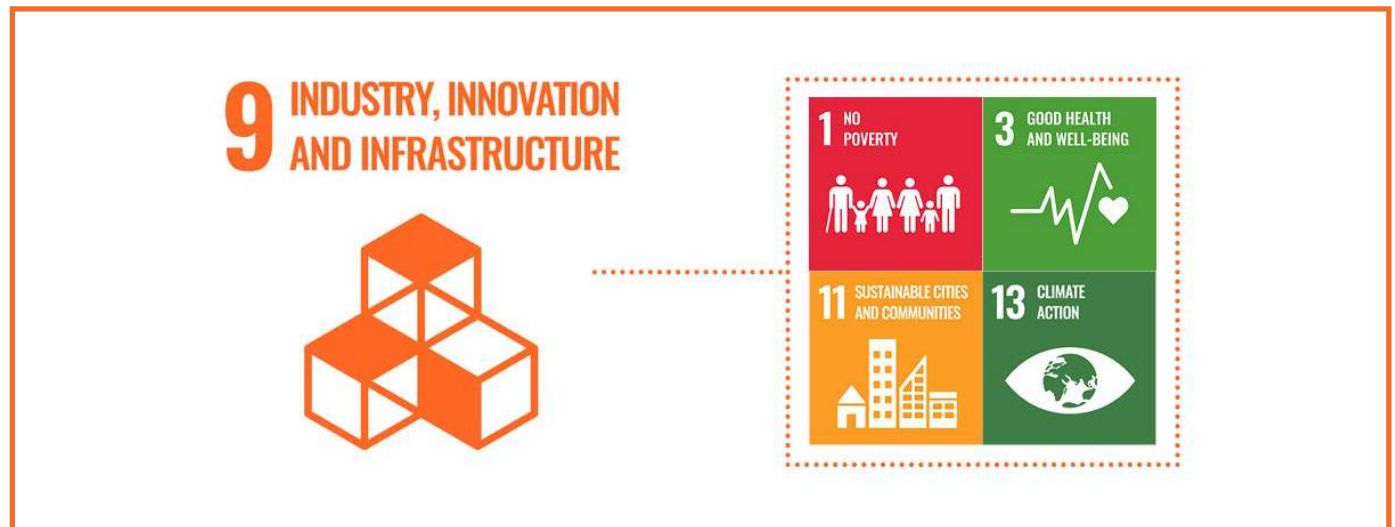 9 INDUSTRY, INNOVATION
AND INFRASTRUCTURE
1 NO
POVERTY
3 GOOD HEALTH
AND WELL-BEING
11 SUSTAINABLE CITIES
AND COMMUNITIES
13 CLIMATE
ACTION